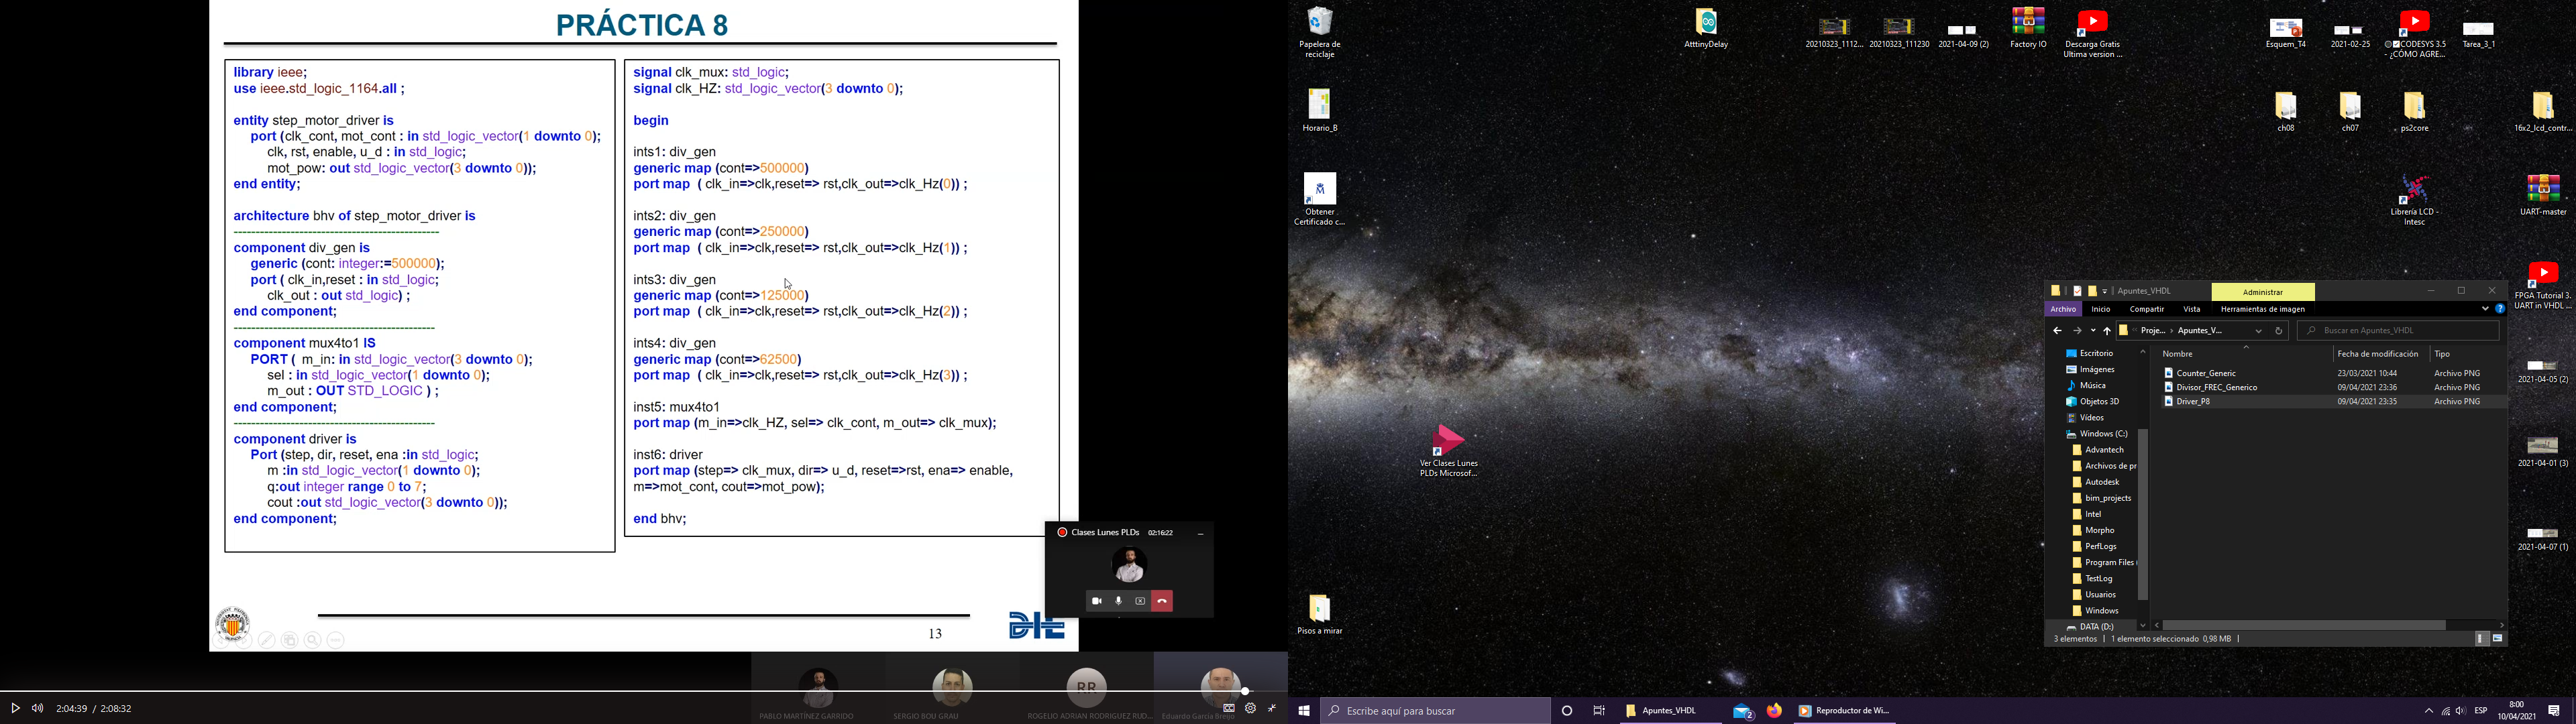 PRÁCTICA 8
library ieee;
use ieee.std_logic_1164.all ;
entity step_motor_driver is
port (clk_cont, mot_cont : in std_logic_vector(1 downto 0);
clk, rst, enable, u_d : in std_logic;
mot_pow: out std_logic_vector(3 downto 0));
end entity;
architecture bhv of step_motor_driver is
------------------------------------------------
component div_gen is
generic (cont: integer:=500000);
port ( clk_in,reset : in std_logic;
clk_out : out std_logic) ;
end component;
-----------------------------------------------
component mux4to1 IS
PORT ( m_in: in std_logic_vector(3 downto 0);
sel : in std_logic_vector(1 downto 0);
m_out : OUT STD_LOGIC ) ;
end component;
-----------------------------------------------
component driver is
Port (step, dir, reset, ena :in std_logic;
m :in std_logic_vector(1 downto 0);
q:out integer range 0 to 7;
cout :out std_logic_vector(3 downto 0));
end component;
signal clk_mux: std_logic;
signal clk_HZ: std_logic_vector(3 downto 0);
begin
ints1: div_gen
generic map (cont=>500000)
port map ( clk_in=>clk,reset=> rst,clk_out=>clk_Hz(0)) ;
ints2: div_gen
generic map (cont=>250000)
port map ( clk_in=>clk,reset=> rst,clk_out=>clk_Hz(1)) ;
ints3: div_gen
generic map (cont=>125000)
port map ( clk_in=>clk,reset=> rst,clk_out=>clk_Hz(2)) ;
ints4: div_gen
generic map (cont=>62500)
port map ( clk_in=>clk,reset=> rst,clk_out=>clk_Hz(3)) ;
inst5: mux4to1
port map (m_in=>clk_HZ, sel=> clk_cont, m_out=> clk_mux);
inst6: driver
port map (step=> clk_mux, dir=> u_d, reset=>rst, ena=> enable,
m=>mot_cont, cout=>mot_pow);
end bhv;
13
DIE
Clases Lunes PLDs 02:16:22
RR
PABLO MARTÍNEZ GARRIDO
SERGIO BOU GRAU
ROGELIO ADRIAN RODRIGUEZ RUD...
Eduardo García Breijo
2:04:39 / 2:08:32
Papelera de
reciclaje
Horario_B
Obtener
Certificado c...
Ver Clases Lunes
PLDs Microsof...
Pisos a mirar
AtttinyDelay
20210323_1112...
20210323_111230
2021-04-09 (2)
Factory IO
Descarga Gratis
Ultima version ...
Esquem_T4
2021-02-25
CODESYS 3.5
- ¿CÓMO AGRE...
Tarea_3_1
ch08
ch07
ps2core
16x2_lcd_contr...
Librería LCD -
Intesc
UART-master
FPGA Tutorial 3.
UART in VHDL ...
2021-04-05 (2)
2021-04-01 (3)
2021-04-07 (1)
Apuntes_VHDL
Administrar
Archivo
Inicio
Compartir
Vista
Herramientas de imagen
Proje... > Apuntes_V...
Buscar en Apuntes_VHDL
Nombre
Fecha de modificación
Tipo
Counter_Generic 23/03/2021 10:44 Archivo PNG
Divisor_FREC_Generico 09/04/2021 23:36 Archivo PNG
Driver_P8 09/04/2021 23:35 Archivo PNG
Escritorio
Imágenes
Música
Objetos 3D
Vídeos
Windows (C:)
Advantech
Archivos de pr
Autodesk
bim_projects
Intel
Morpho
PerfLogs
Program Files
TestLog
Usuarios
Windows
DATA (D:)
3 elementos
1 elemento seleccionado 0,98 MB
Escribe aquí para buscar
Apuntes_VHDL
2
Reproductor de Wi...
ESP
8:00
10/04/2021